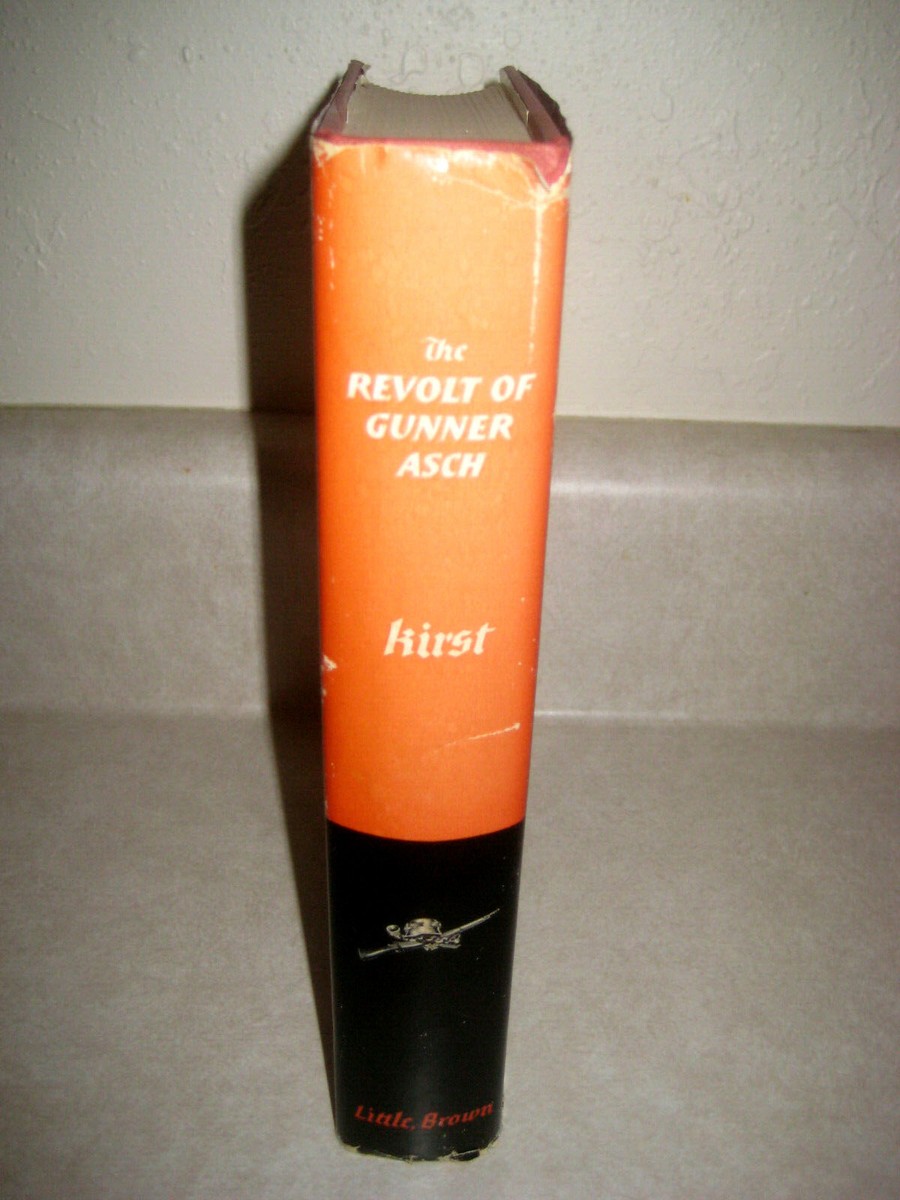 The
REVOLT OF
GUNNER
ASCH
kirst
Little, Brown